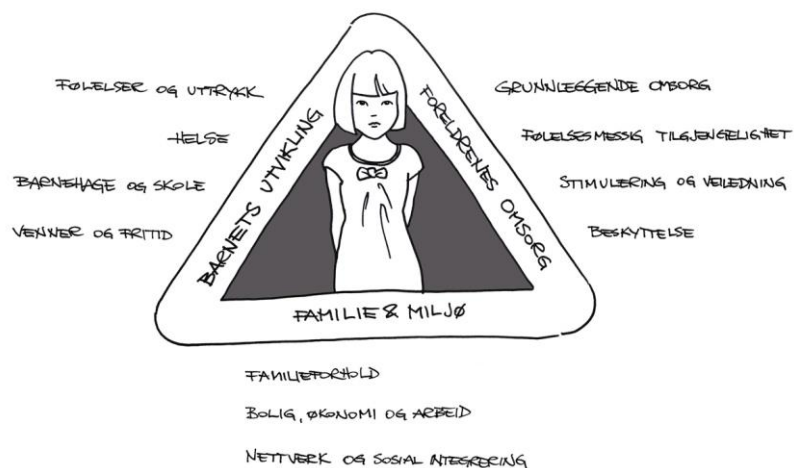 FØLELSER OG UTTRYKK
HELSE
BARNEHAGE OG SKOLE
VENNER OG FRITID
BARNETS UTVIKLING
FORELDRENES OMSORG
GRUNNLEGGENDE OMSORG
FØLELSESMESSIG TILGJENGELIGHET
STIMULERING OG VEILEDNING
BESKYTTELSE
FAMILIE & MILJØ
FAMILIEFORHOLD
BOLIG, ØKONOMI OG ARBEID
NETTVERK OG SOSIAL INTEGRERING